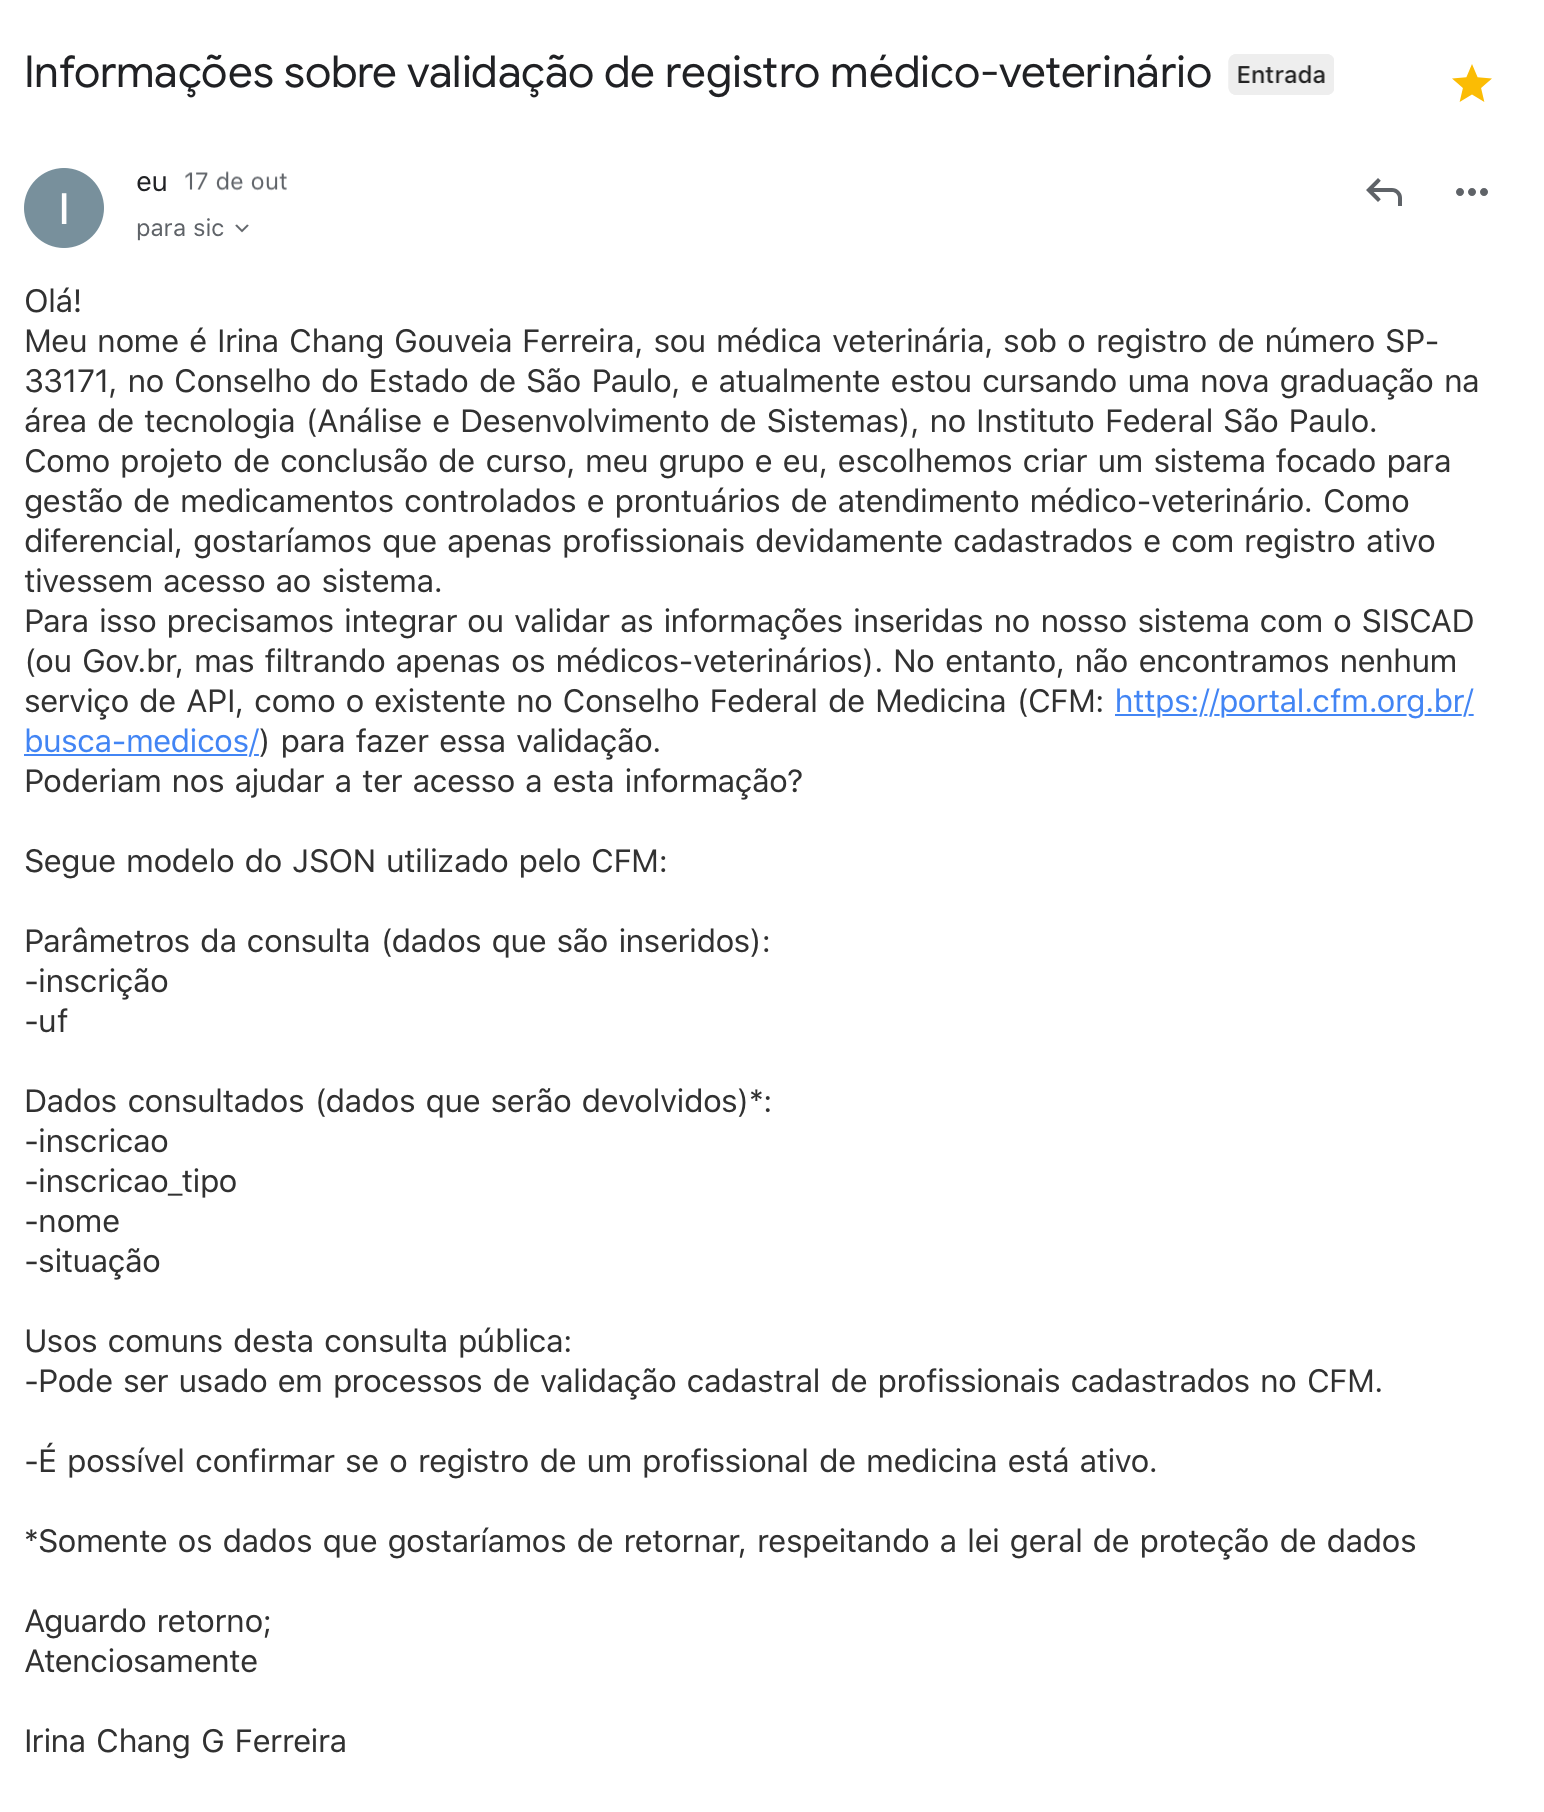 Informações sobre validação de registro médico-veterinário Entrada
I
eu 17 de out
para sic
Olá!
Meu nome é Irina Chang Gouveia Ferreira, sou médica veterinária, sob o registro de número SP-
33171, no Conselho do Estado de São Paulo, e atualmente estou cursando uma nova graduação na
área de tecnologia (Análise e Desenvolvimento de Sistemas), no Instituto Federal São Paulo.
Como projeto de conclusão de curso, meu grupo e eu, escolhemos criar um sistema focado para
gestão de medicamentos controlados e prontuários de atendimento médico-veterinário. Como
diferencial, gostaríamos que apenas profissionais devidamente cadastrados e com registro ativo
tivessem acesso ao sistema.
Para isso precisamos integrar ou validar as informações inseridas no nosso sistema com o SISCAD
(ou Gov.br, mas filtrando apenas os médicos-veterinários). No entanto, não encontramos nenhum
serviço de API, como o existente no Conselho Federal de Medicina (CFM: https://portal.cfm.org.br/
busca-medicos/) para fazer essa validação.
Poderiam nos ajudar a ter acesso a esta informação?
Segue modelo do JSON utilizado pelo CFM:
Parâmetros da consulta (dados que são inseridos):
-inscrição
-uf
Dados consultados (dados que serão devolvidos)*:
-inscricao
-inscricao_tipo
-nome
-situação
Usos comuns desta consulta pública:
-Pode ser usado em processos de validação cadastral de profissionais cadastrados no CFM.
-É possível confirmar se o registro de um profissional de medicina está ativo.
*Somente os dados que gostaríamos de retornar, respeitando a lei geral de proteção de dados
Aguardo retorno;
Atenciosamente
Irina Chang G Ferreira